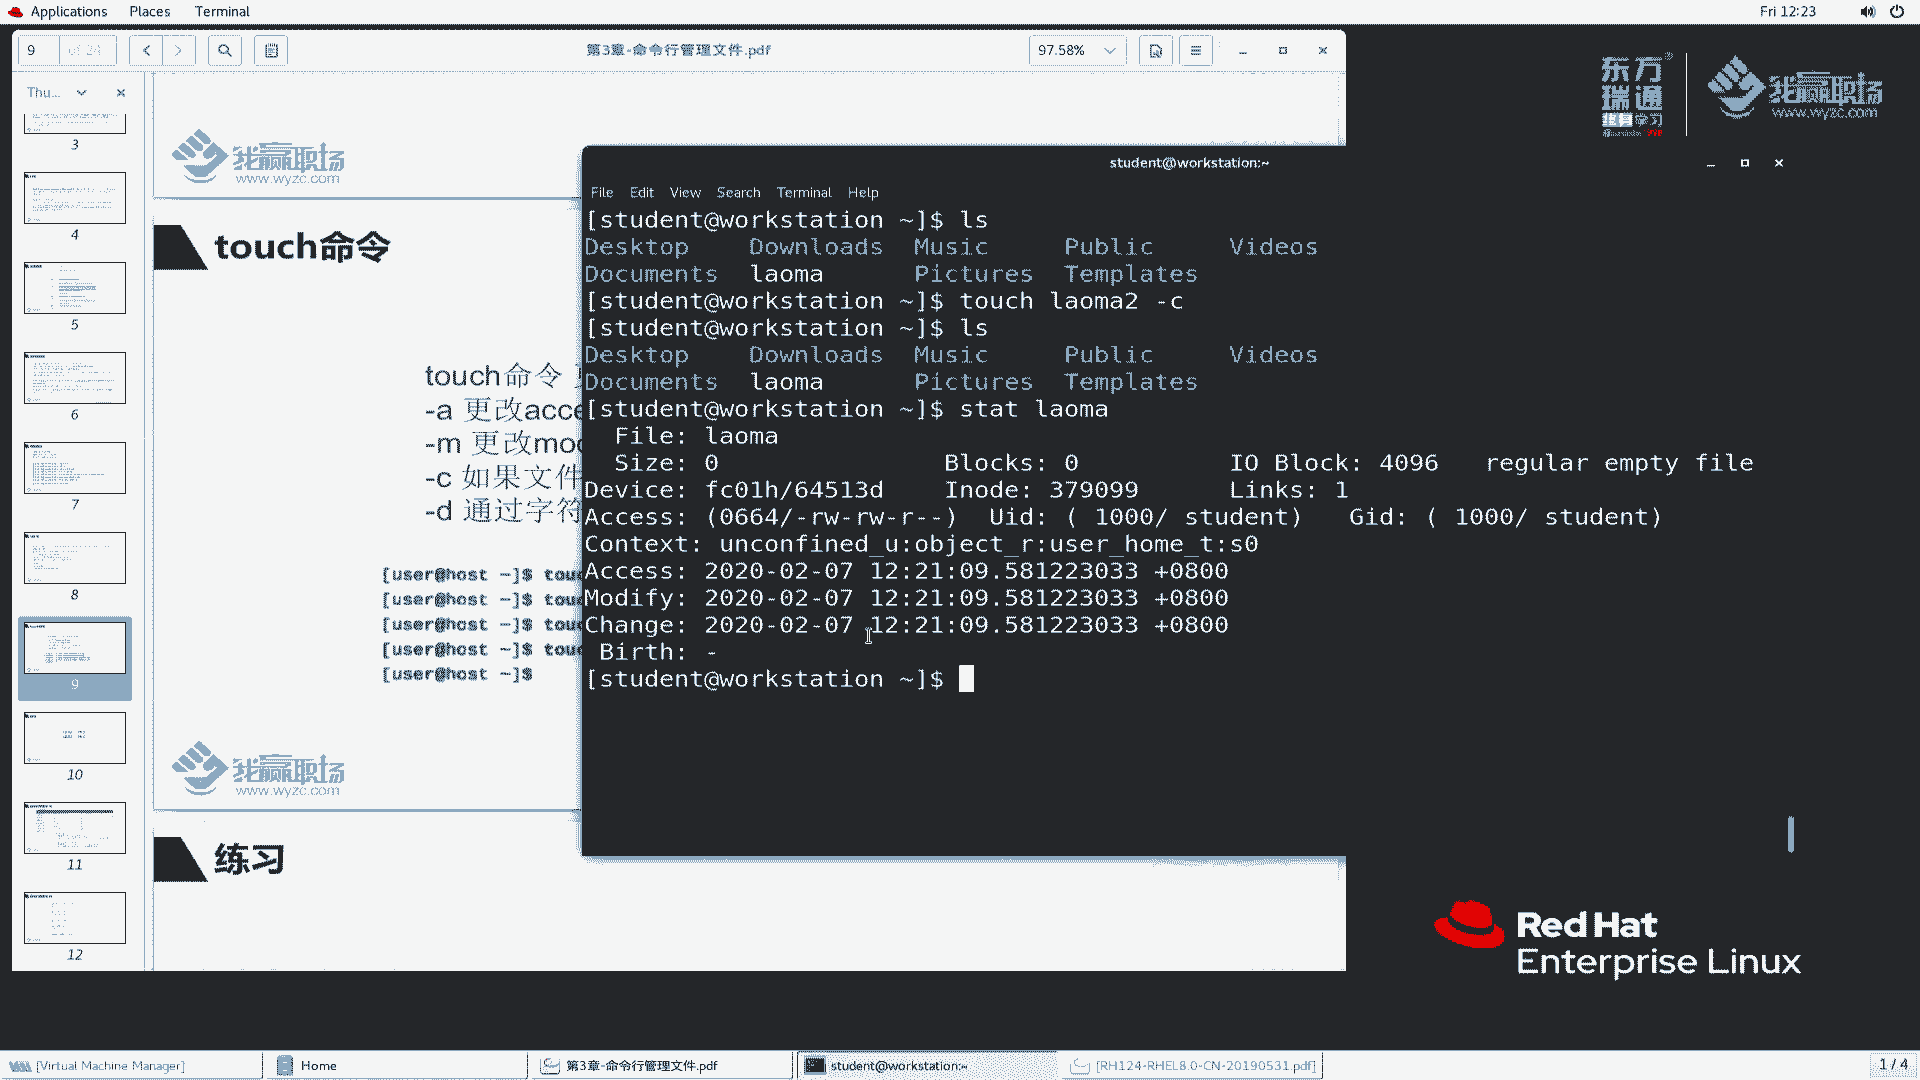 Applications Places Terminal
Fri 12:23
9 of 24
第3章-命令行管理文件.pdf
97.58%
Thu...
3
4
5
6
7
8
9
10
11
12
我赢职场
www.wyzc.com
touch命令
touch命令
-a 更改acce
-m 更改mod
-c 如果文件
-d 通过字符
[user@host ~]$ touc
[user@host ~]$ touc
[user@host ~]$ touc
[user@host ~]$ touc
[user@host ~]$
我赢职场
www.wyzc.com
练习
student@workstation:~
File Edit View Search Terminal Help
[student@workstation ~]$ ls
Desktop Downloads Music Public Videos
Documents laoma Pictures Templates
[student@workstation ~]$ touch laoma2 -c
[student@workstation ~]$ ls
Desktop Downloads Music Public Videos
Documents laoma Pictures Templates
[student@workstation ~]$ stat laoma
File: laoma
Size: 0 Blocks: 0 IO Block: 4096 regular empty file
Device: fc01h/64513d Inode: 379099 Links: 1
Access: (0664/-rw-rw-r--) Uid: ( 1000/ student) Gid: ( 1000/ student)
Context: unconfined_u:object_r:user_home_t:s0
Access: 2020-02-07 12:21:09.581223033 +0800
Modify: 2020-02-07 12:21:09.581223033 +0800
Change: 2020-02-07 12:21:09.581223033 +0800
Birth: -
[student@workstation ~]$
东方
瑞通
终身学习
我赢职场
www.wyzc.com
Red Hat
Enterprise Linux
[Virtual Machine Manager]
Home
第3章-命令行管理文件.pdf
student@workstation:~
[RH124-RHEL8.0-CN-20190531.pdf]
1 / 4